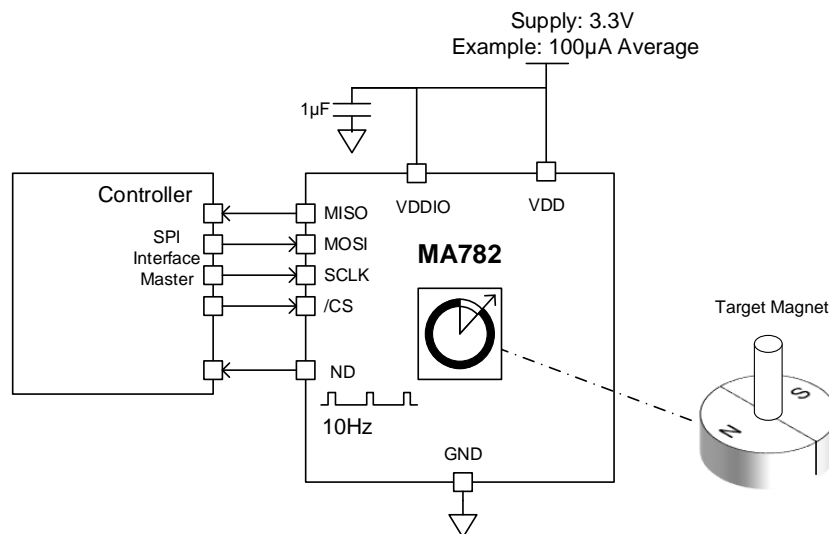 Supply: 3.3V
Example: 100µA Average
1µF
Controller
SPI
Interface
Master
MISO
MOSI
SCLK
/CS
ND
10Hz
VDDIO
VDD
MA782
GND
Target Magnet
N
S